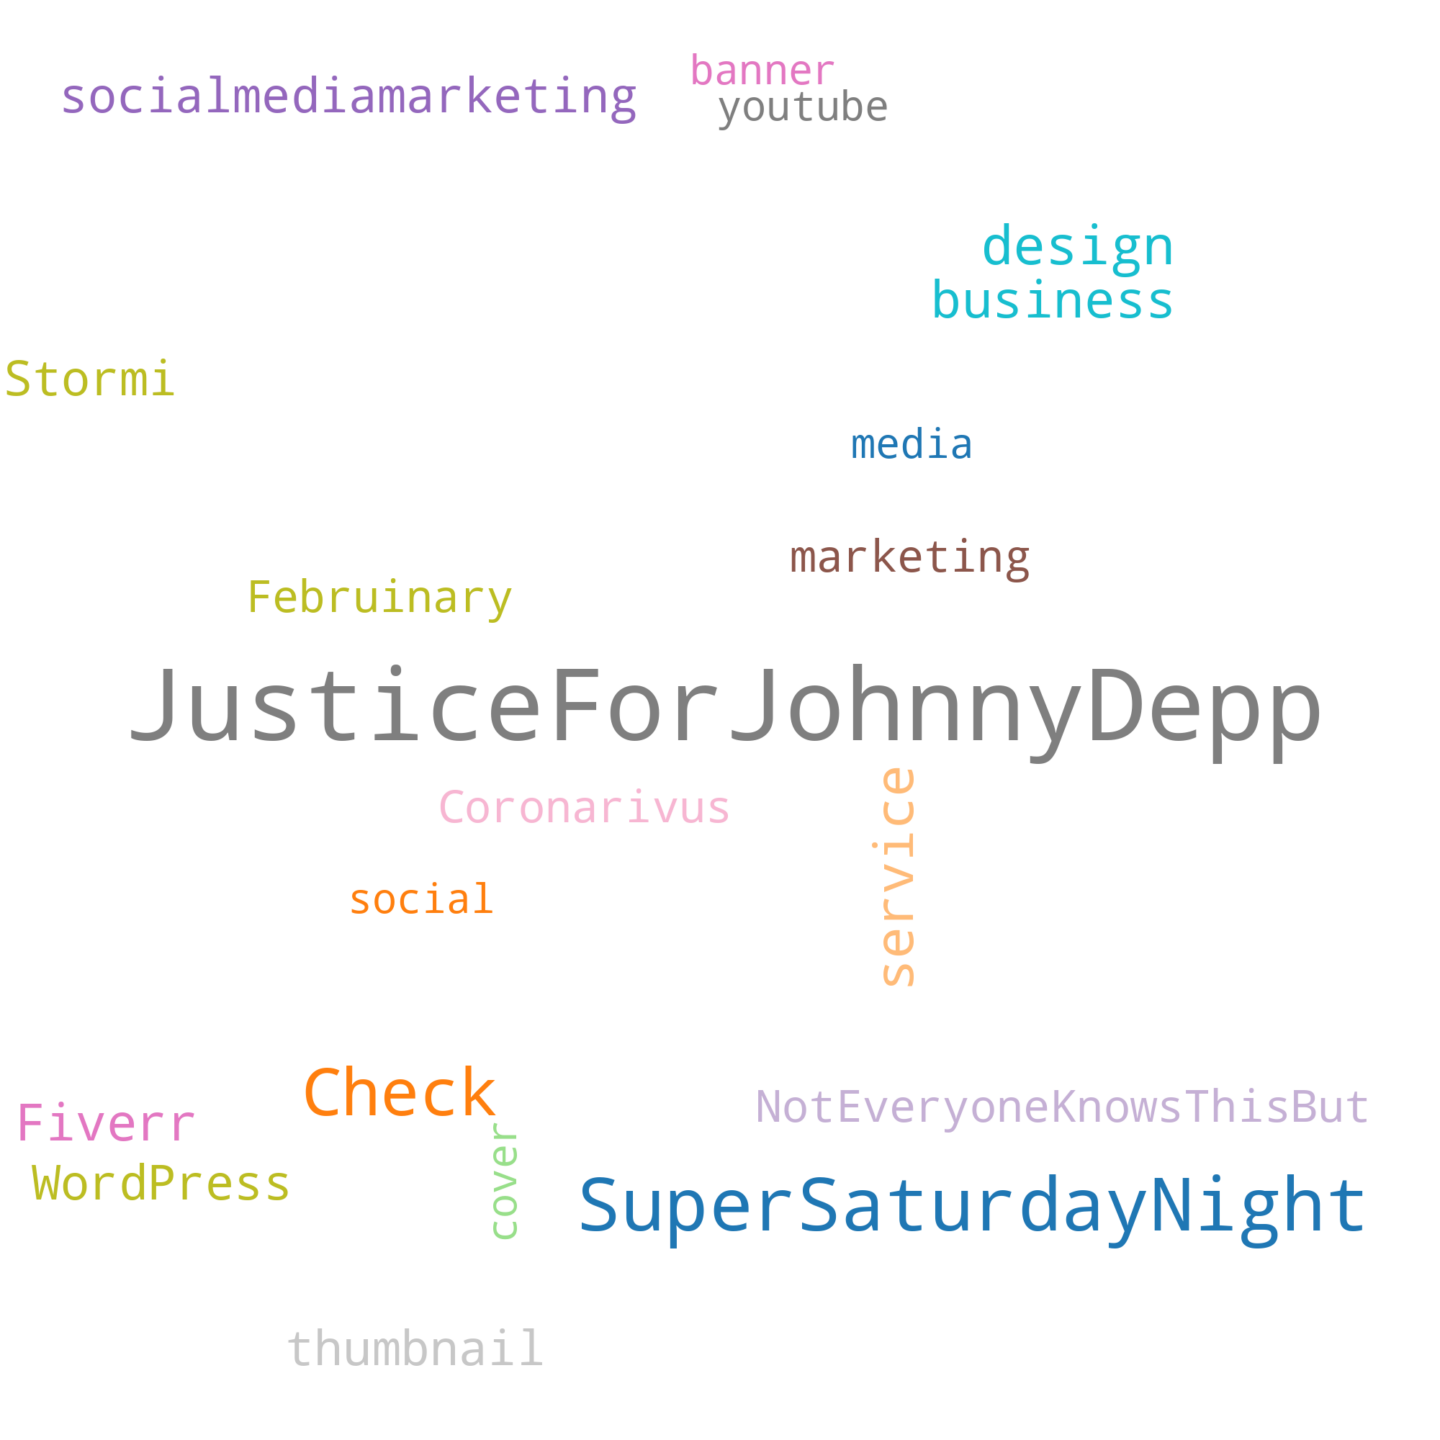 banner
socialmediamarketing
youtube
design
business
Stormi
media
marketing
Februinary
JusticeForJohnnyDepp
Coronarivus
service
social
Check
NotEveryoneKnowsThisBut
Fiverr
cover
WordPress
SuperSaturdayNight
thumbnail